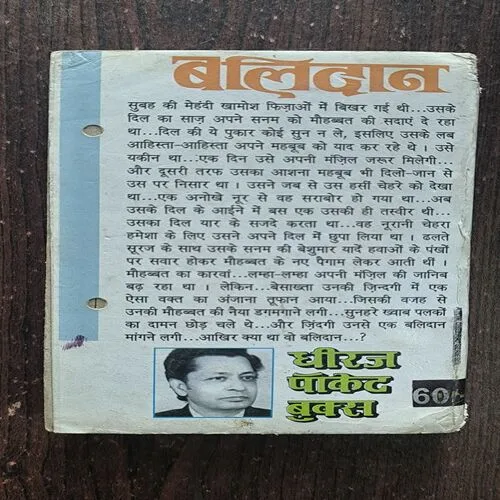 बलिदान
सुबह की मेहंदी खामोश फिज़ाओं में बिखर गई थी...उसके
दिल का साज़ अपने सनम को मौहब्बत की सदाएं दे रहा
था...दिल की ये पुकार कोई सुन न ले, इसलिए उसके लब
आहिस्ता-आहिस्ता अपने महबूब को याद कर रहे थे । उसे
यकीन था...एक दिन उसे अपनी मंज़िल जरूर मिलेगी...
और दूसरी तरफ उसका आशना महबूब भी दिलो-जान से
उस पर निसार था । उसने जब से उस हसीं चेहरे को देखा
था...एक अनोखे नूर से वह सराबोर हो गया था...अब
उसके दिल के आईने में बस एक उसकी ही तस्वीर थी...
उसका दिल यार के सजदे करता था...वह नूरानी चेहरा
हमेशा के लिए उसने अपने दिल में छुपा लिया था । ढलते
सूरज के साथ उसके सनम की बेशुमार यादें हवाओं के पंखों
पर सवार होकर मौहब्बत के नए पैगाम लेकर आती थीं ।
मौहब्बत का कारवां...लम्हा-लम्हा अपनी मंज़िल की जानिब
बढ़ रहा था । लेकिन...बेसाख्ता उनकी ज़िन्दगी में एक
ऐसा वक्त का अंजाना तूफान आया...जिसकी वजह से
उनकी मौहब्बत की नैया डगमगाने लगी...सुनहरे ख्वाब पलकों
का दामन छोड़ चले थे...और जिंदगी उनसे एक बलिदान
मांगने लगी...आखिर क्या था वो बलिदान...?
धीरज
पॉकेट
बुक्स
60/